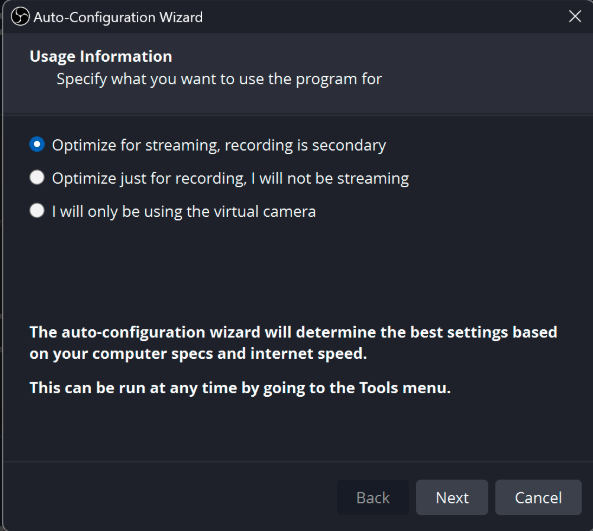 Auto-Configuration Wizard
Usage Information
Specify what you want to use the program for
Optimize for streaming, recording is secondary
Optimize just for recording, I will not be streaming
I will only be using the virtual camera
The auto-configuration wizard will determine the best settings based
on your computer specs and internet speed.
This can be run at any time by going to the Tools menu.
Back Next Cancel